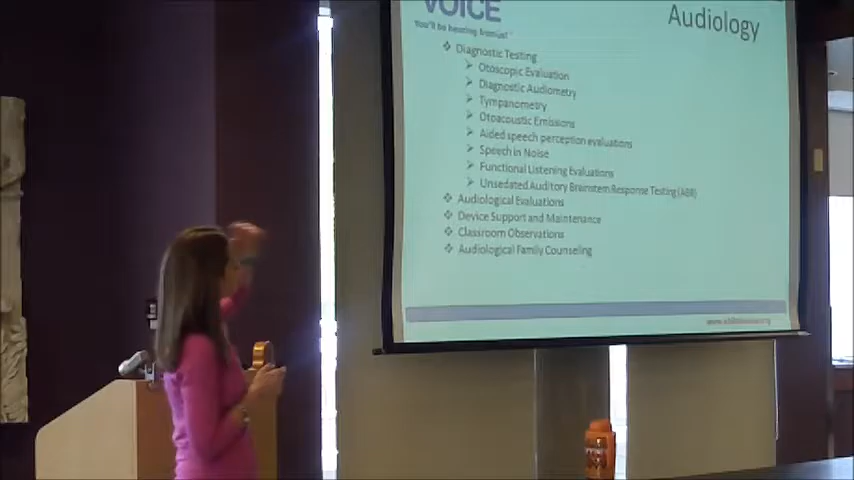 VOICE
Audiology
You'll be hearing from us!
Diagnostic Testing
Otoscopic Evaluation
Diagnostic Audiometry
Tympanometry
Otoacoustic Emissions
Aided speech perception evaluations
Speech in Noise
Functional Listening Evaluations
Unsedated Auditory Brainstem Response Testing (ABR)
Audiological Evaluations
Device Support and Maintenance
Classroom Observations
Audiological Family Counseling